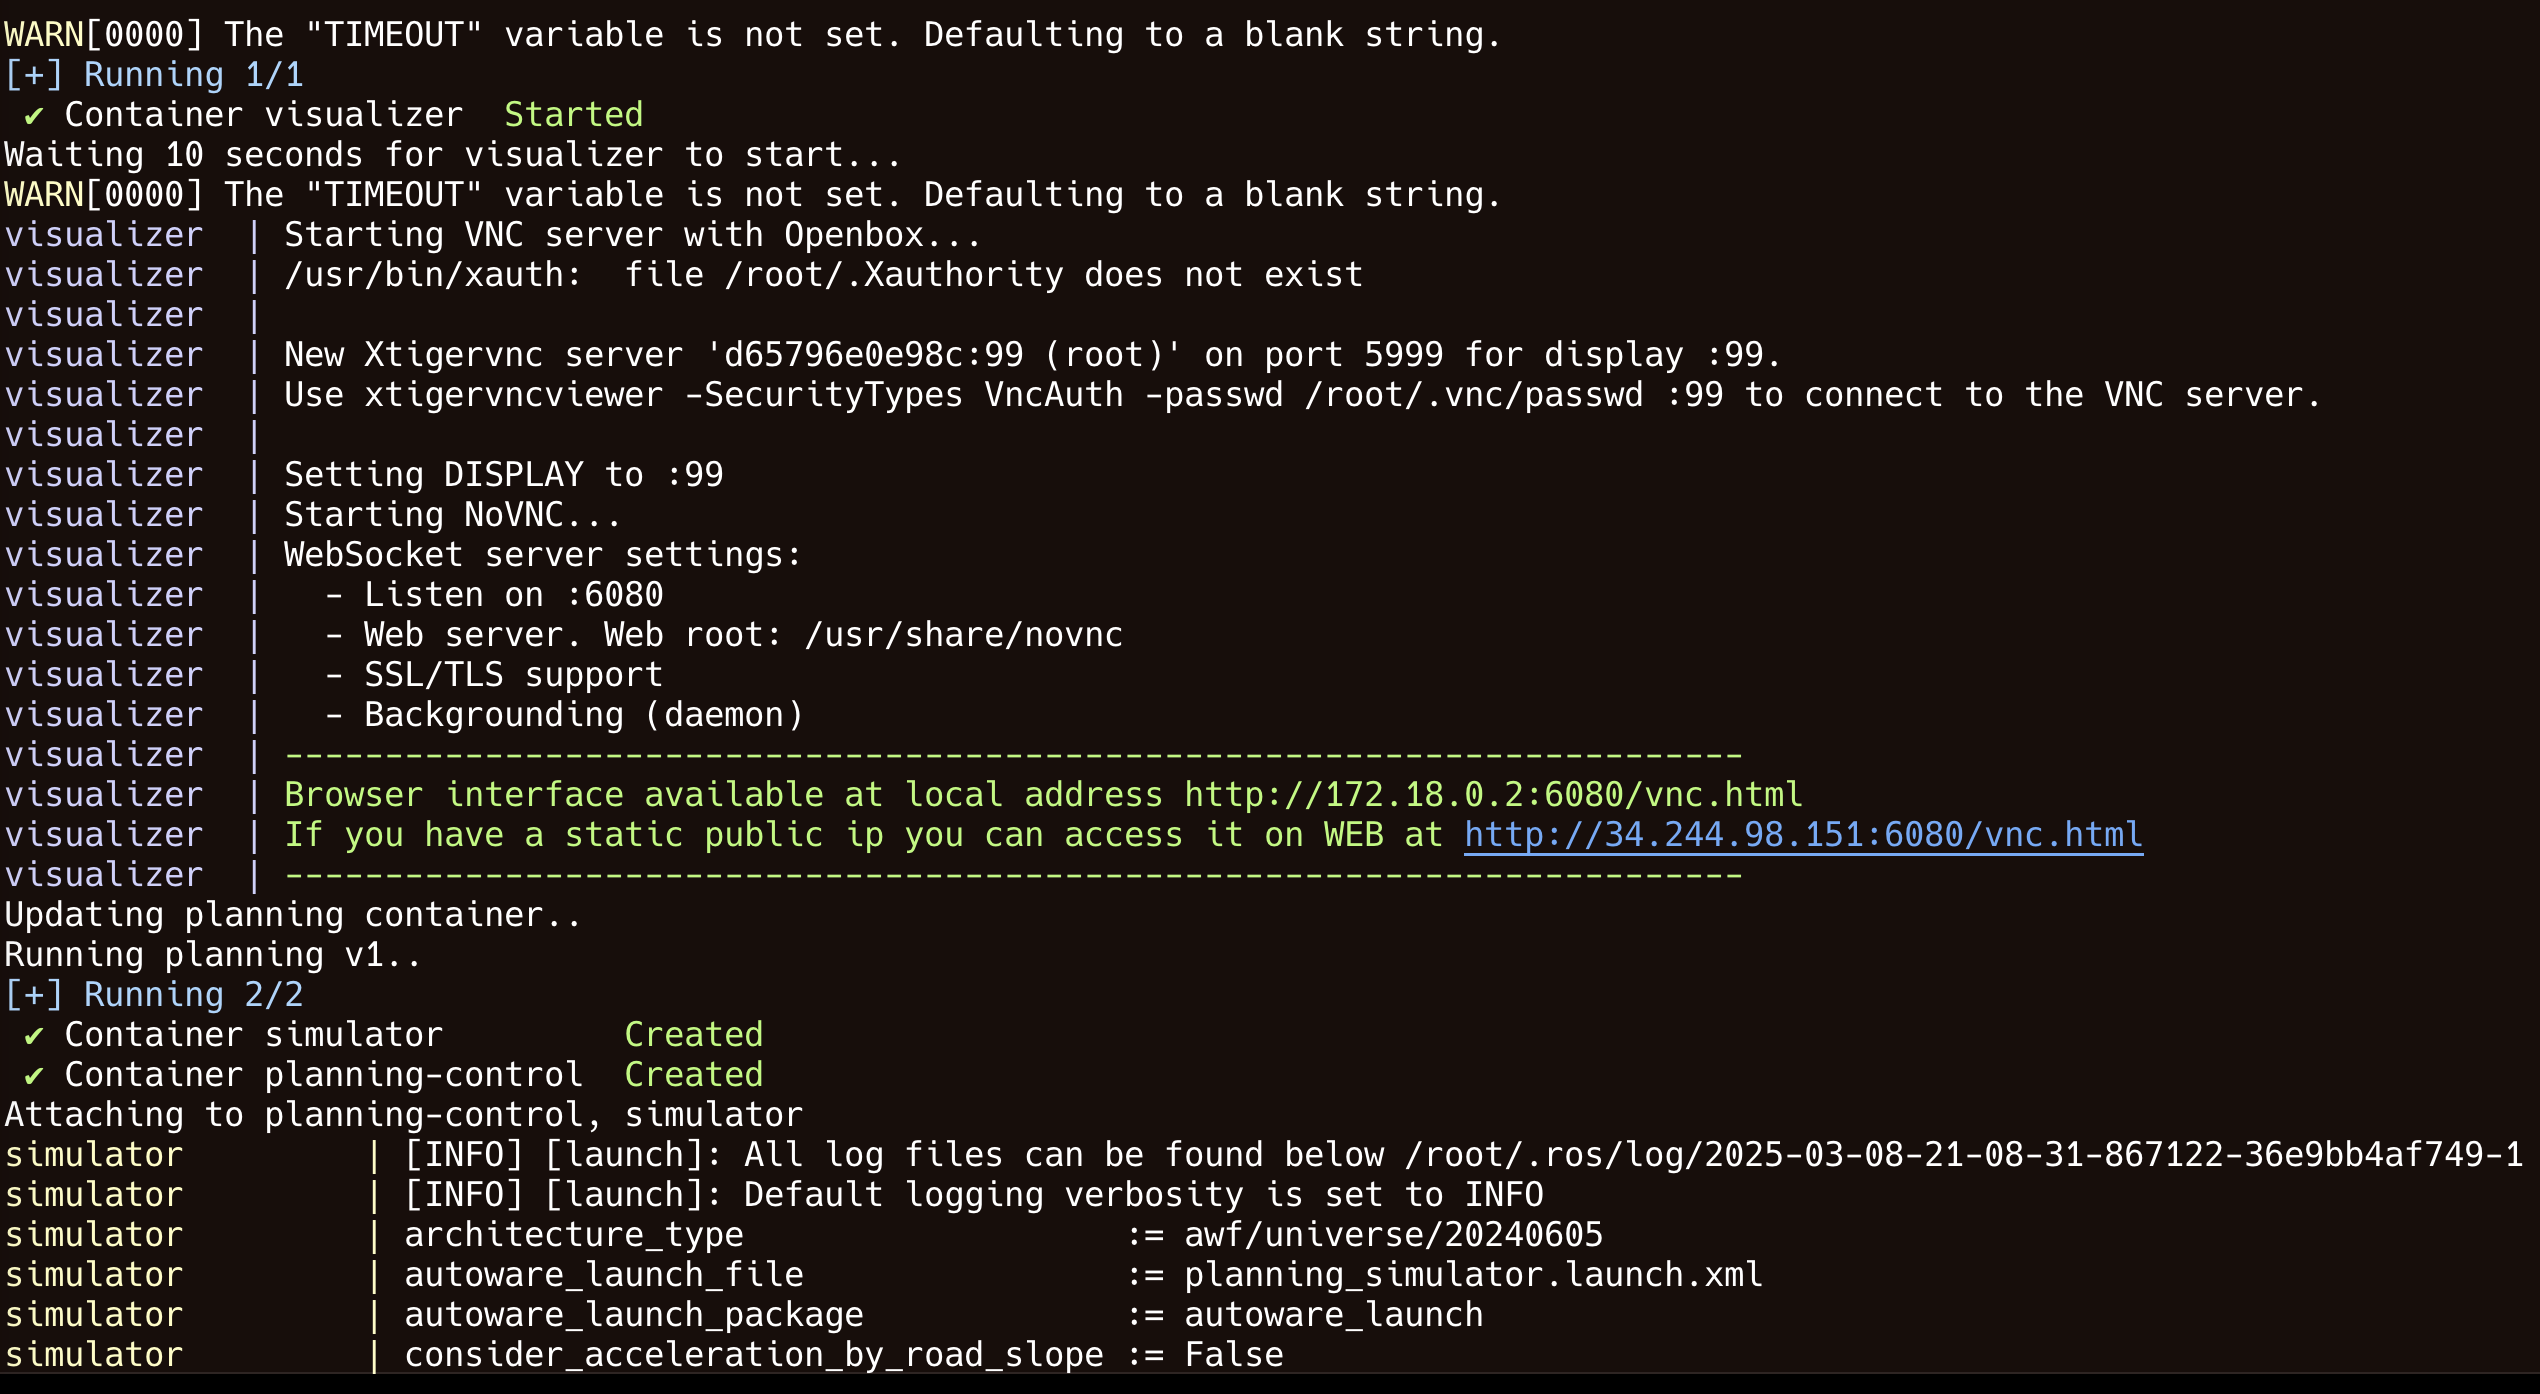 WARN[0000] The "TIMEOUT" variable is not set. Defaulting to a blank string.
[+] Running 1/1
 ✔ Container visualizer  Started
Waiting 10 seconds for visualizer to start...
WARN[0000] The "TIMEOUT" variable is not set. Defaulting to a blank string.
visualizer  | Starting VNC server with Openbox...
visualizer  | /usr/bin/xauth:  file /root/.Xauthority does not exist
visualizer  |
visualizer  | New Xtigervnc server 'd65796e0e98c:99 (root)' on port 5999 for display :99.
visualizer  | Use xtigervncviewer -SecurityTypes VncAuth -passwd /root/.vnc/passwd :99 to connect to the VNC server.
visualizer  |
visualizer  | Setting DISPLAY to :99
visualizer  | Starting NoVNC...
visualizer  | WebSocket server settings:
visualizer  |   - Listen on :6080
visualizer  |   - Web server. Web root: /usr/share/novnc
visualizer  |   - SSL/TLS support
visualizer  |   - Backgrounding (daemon)
visualizer  | -------------------------------------------------------------------------
visualizer  | Browser interface available at local address http://172.18.0.2:6080/vnc.html
visualizer  | If you have a static public ip you can access it on WEB at http://34.244.98.151:6080/vnc.html
visualizer  | -------------------------------------------------------------------------
Updating planning container..
Running planning v1..
[+] Running 2/2
 ✔ Container simulator         Created
 ✔ Container planning-control  Created
Attaching to planning-control, simulator
simulator         | [INFO] [launch]: All log files can be found below /root/.ros/log/2025-03-08-21-08-31-867122-36e9bb4af749-1
simulator         | [INFO] [launch]: Default logging verbosity is set to INFO
simulator         | architecture_type                   := awf/universe/20240605
simulator         | autoware_launch_file                := planning_simulator.launch.xml
simulator         | autoware_launch_package             := autoware_launch
simulator         | consider_acceleration_by_road_slope := False